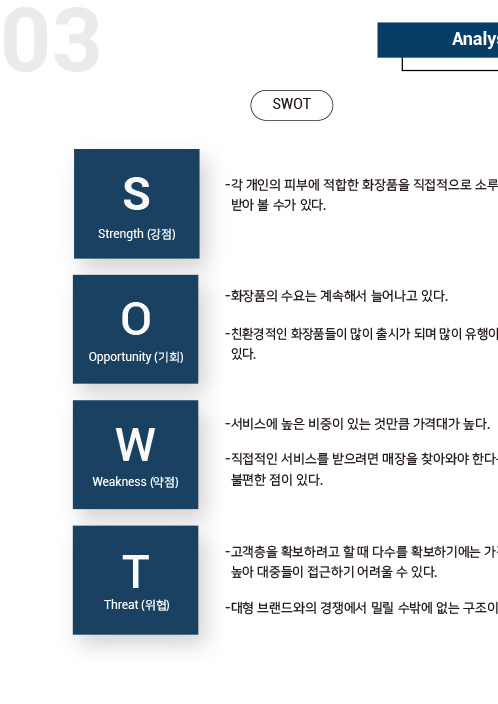 03
Analys
SWOT
S
Strength (강점)
-각 개인의 피부에 적합한 화장품을 직접적으로 소루
받아 볼 수가 있다.
O
Opportunity (기회)
-화장품의 수요는 계속해서 늘어나고 있다.
-친환경적인 화장품들이 많이 출시가 되며 많이 유행이
있다.
W
Weakness (약점)
-서비스에 높은 비중이 있는 것만큼 가격대가 높다.
-직접적인 서비스를 받으려면 매장을 찾아와야 한다
불편한 점이 있다.
T
Threat (위협)
-고객층을 확보하려고 할 때 다수를 확보하기에는
높아 대중들이 접근하기 어려울 수 있다.
-대형 브랜드와의 경쟁에서 밀릴 수밖에 없는 구조이